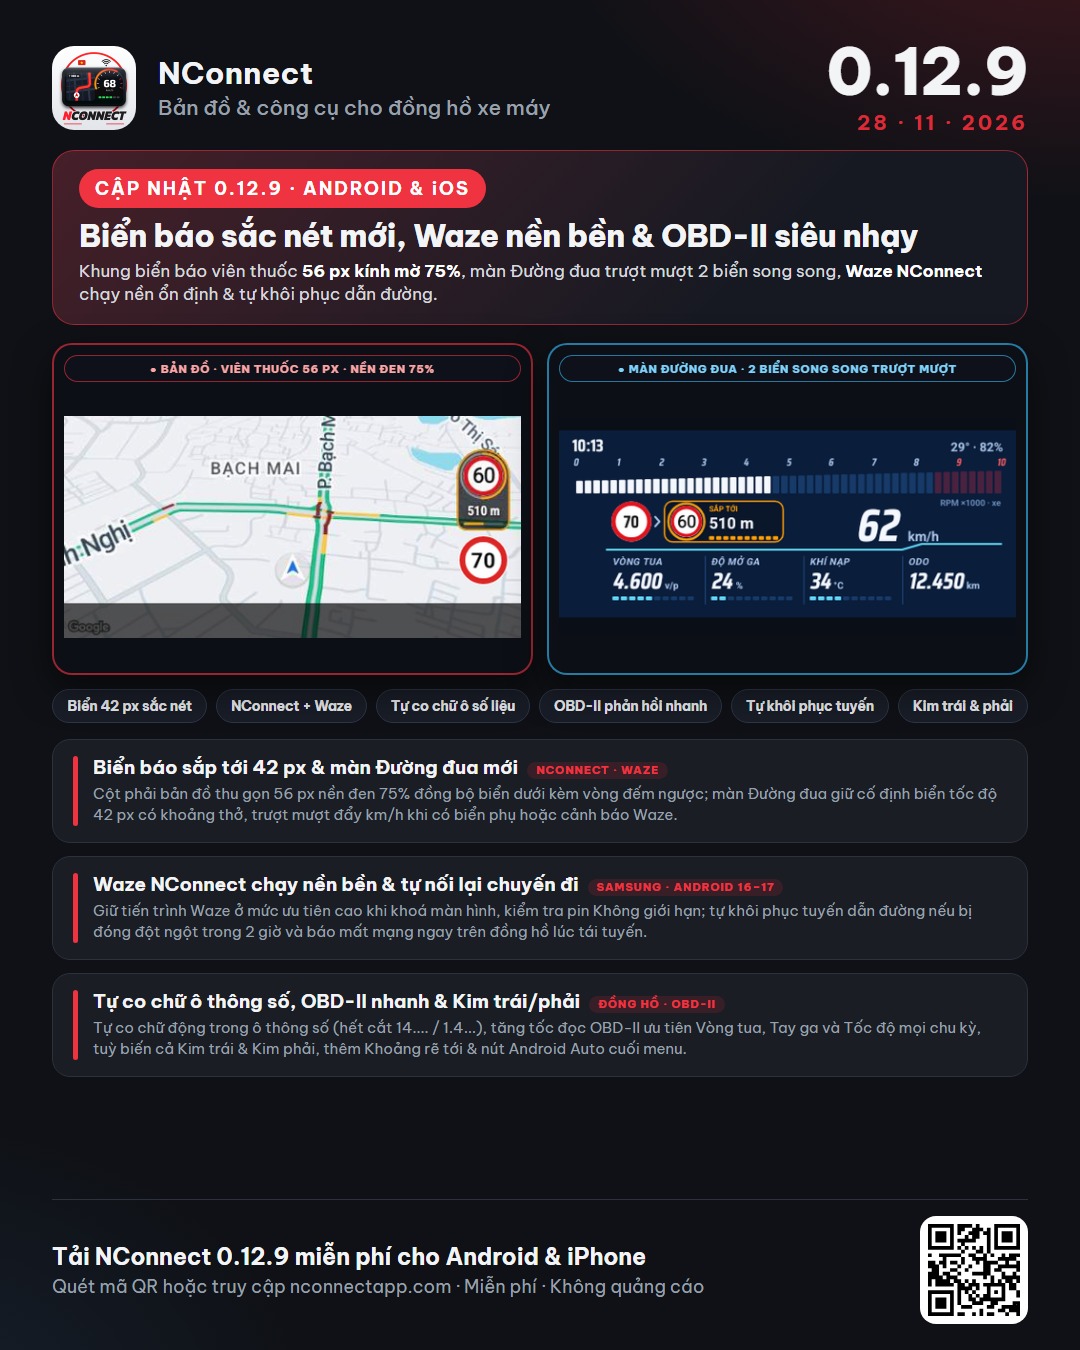 NCONNECT
68
NConnect
Bản đồ & công cụ cho đồng hồ xe máy
0.12.9
28 · 11 · 2026
CẬP NHẬT 0.12.9 · ANDROID & iOS
Biển báo sắc nét mới, Waze nền bền & OBD-II siêu nhạy
Khung biển báo viên thuốc 56 px kính mờ 75%, màn Đường đua trượt mượt 2 biển song song, Waze NConnect
chạy nền ổn định & tự khôi phục dẫn đường.
• BẢN ĐỒ · VIÊN THUỐC 56 PX · NỀN ĐEN 75%
BẠCH MAI
P. Bạch M
o Thị Sá
h Nghị
60
510 m
70
Google
• MÀN ĐƯỜNG ĐUA · 2 BIỂN SONG SONG TRƯỢT MƯỢT
10:13
29° · 82%
0 1 2 3 4 5 6 7 8 9 10
RPM ×1000 · xe
70 › 60 SẮP TỚI 510 m
62 km/h
VÒNG TUA ĐỘ MỞ GA KHÍ NẠP ODO
4.600 v/p 24 % 34 °C 12.450 km
Biển 42 px sắc nét
NConnect + Waze
Tự co chữ ô số liệu
OBD-II phản hồi nhanh
Tự khôi phục tuyến
Kim trái & phải
Biển báo sắp tới 42 px & màn Đường đua mới NCONNECT · WAZE
Cột phải bản đồ thu gọn 56 px nền đen 75% đồng bộ biển dưới kèm vòng đếm ngược; màn Đường đua giữ cố định biển tốc độ
42 px có khoảng thở, trượt mượt đẩy km/h khi có biển phụ hoặc cảnh báo Waze.
Waze NConnect chạy nền bền & tự nối lại chuyến đi SAMSUNG · ANDROID 16–17
Giữ tiến trình Waze ở mức ưu tiên cao khi khoá màn hình, kiểm tra pin Không giới hạn; tự khôi phục tuyến dẫn đường nếu bị
đóng đột ngột trong 2 giờ và báo mất mạng ngay trên đồng hồ lúc tái tuyến.
Tự co chữ ô thông số, OBD-II nhanh & Kim trái/phải ĐỒNG HỒ · OBD-II
Tự co chữ động trong ô thông số (hết cắt 14.... / 1.4...), tăng tốc đọc OBD-II ưu tiên Vòng tua, Tay ga và Tốc độ mọi chu kỳ,
tuỳ biến cả Kim trái & Kim phải, thêm Khoảng rẽ tới & nút Android Auto cuối menu.
Tải NConnect 0.12.9 miễn phí cho Android & iPhone
Quét mã QR hoặc truy cập nconnectapp.com · Miễn phí · Không quảng cáo